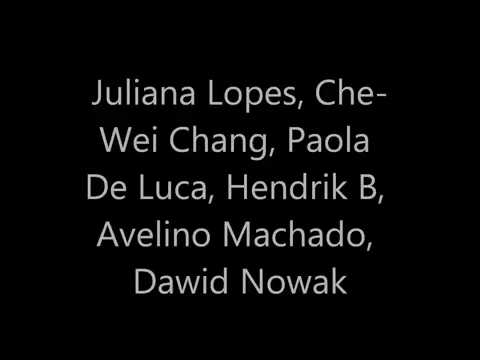 Juliana Lopes, Che-
Wei Chang, Paola
De Luca, Hendrik B,
Avelino Machado,
Dawid Nowak